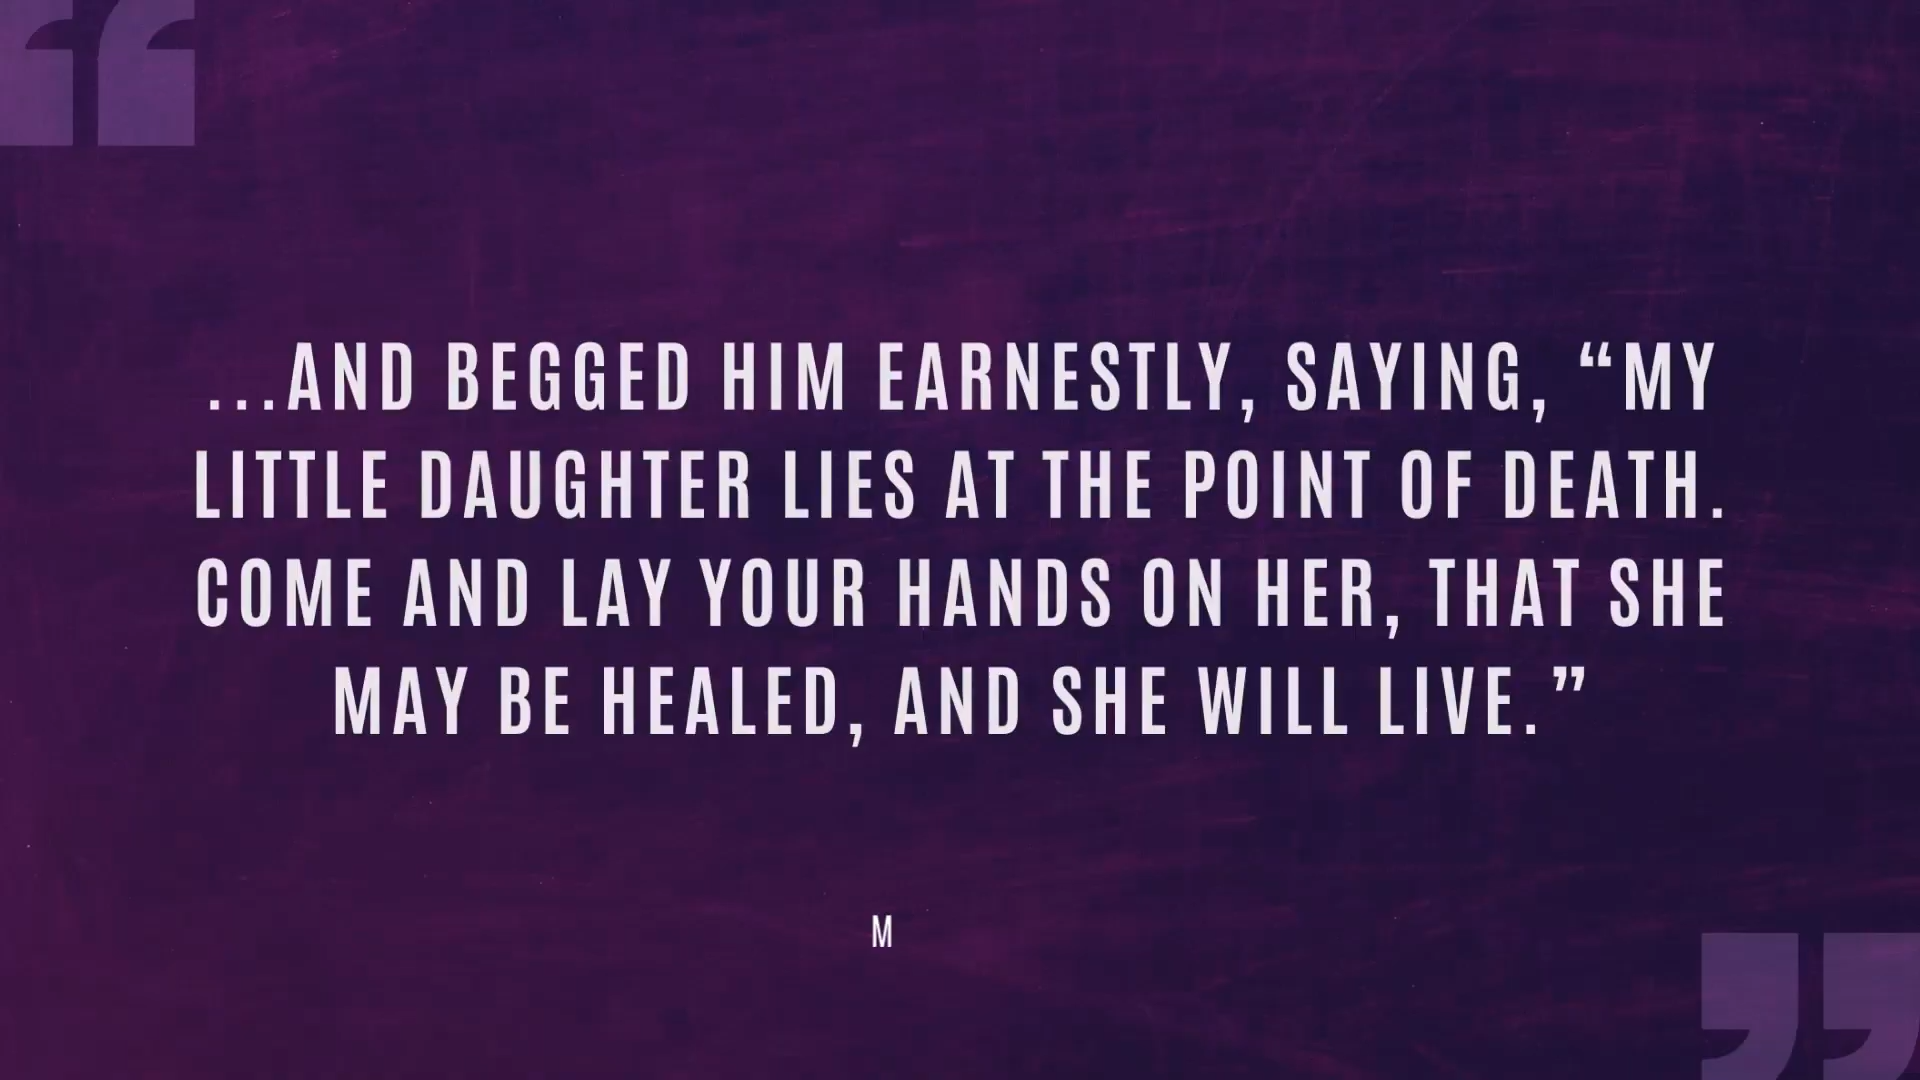 ...AND BEGGED HIM EARNESTLY, SAYING, “MY
LITTLE DAUGHTER LIES AT THE POINT OF DEATH.
COME AND LAY YOUR HANDS ON HER, THAT SHE
MAY BE HEALED, AND SHE WILL LIVE.”
M